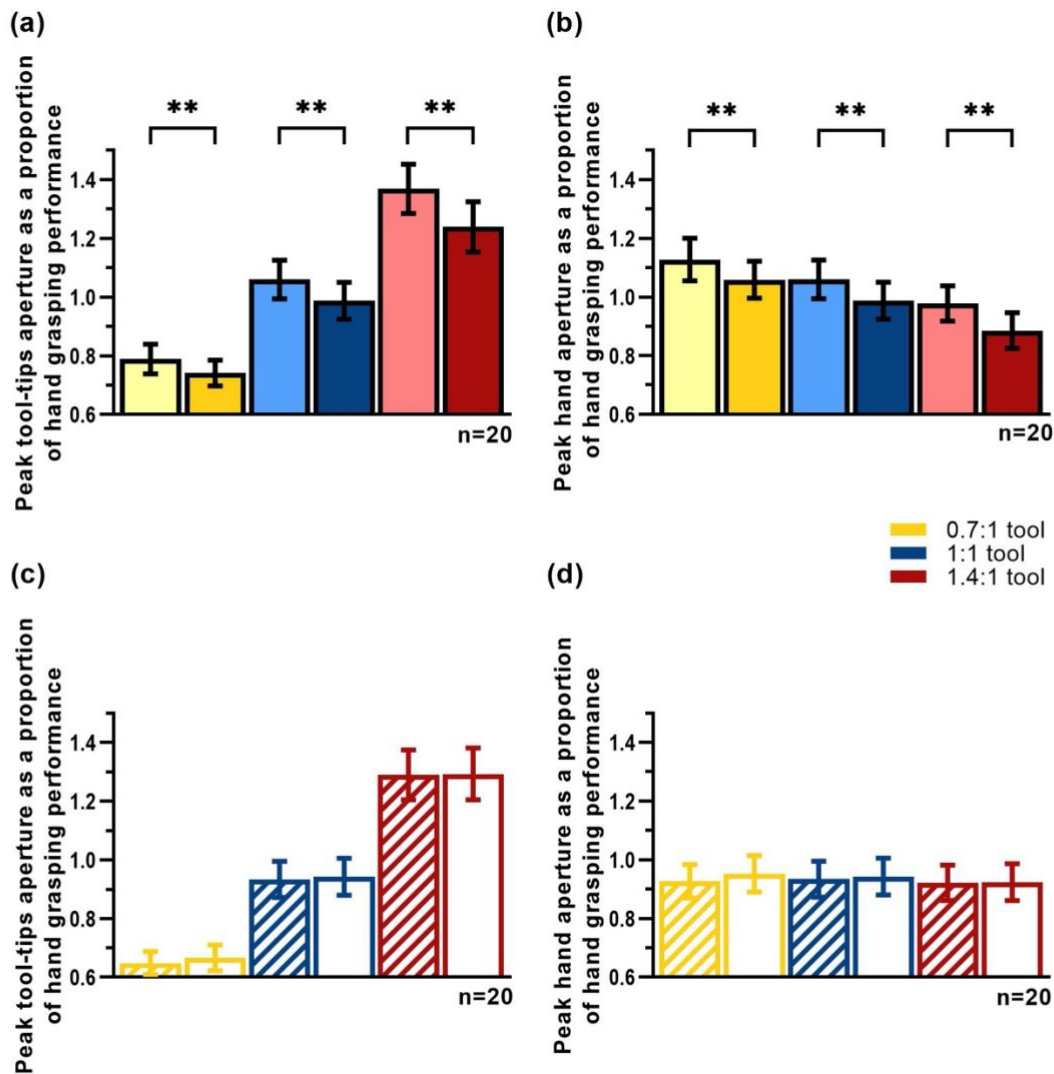 (a)
Peak tool-tips aperture as a proportion
of hand grasping performance
** ** **
1.4
1.2
1.0
0.8
0.6
n=20
(b)
Peak hand aperture as a proportion
of hand grasping performance
** ** **
1.4
1.2
1.0
0.8
0.6
n=20
0.7:1 tool
1:1 tool
1.4:1 tool
(c)
Peak tool-tips aperture as a proportion
of hand grasping performance
1.4
1.2
1.0
0.8
0.6
n=20
(d)
Peak hand aperture as a proportion
of hand grasping performance
1.4
1.2
1.0
0.8
0.6
n=20